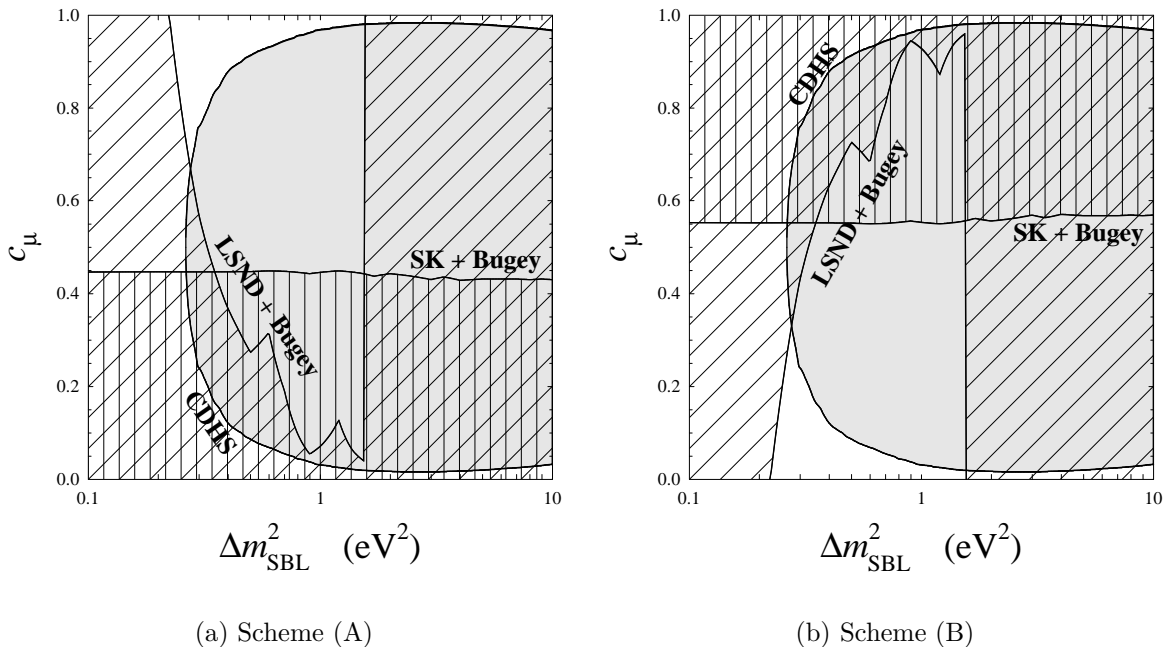 1.0
0.8
0.6
0.4
0.2
0.0
0.1
1
10
c_μ
LSND + Bugey
SK + Bugey
CDHS
Δm²_SBL (eV²)
(a) Scheme (A)
1.0
0.8
0.6
0.4
0.2
0.0
0.1
1
10
c_μ
CDHS
LSND + Bugey
SK + Bugey
Δm²_SBL (eV²)
(b) Scheme (B)